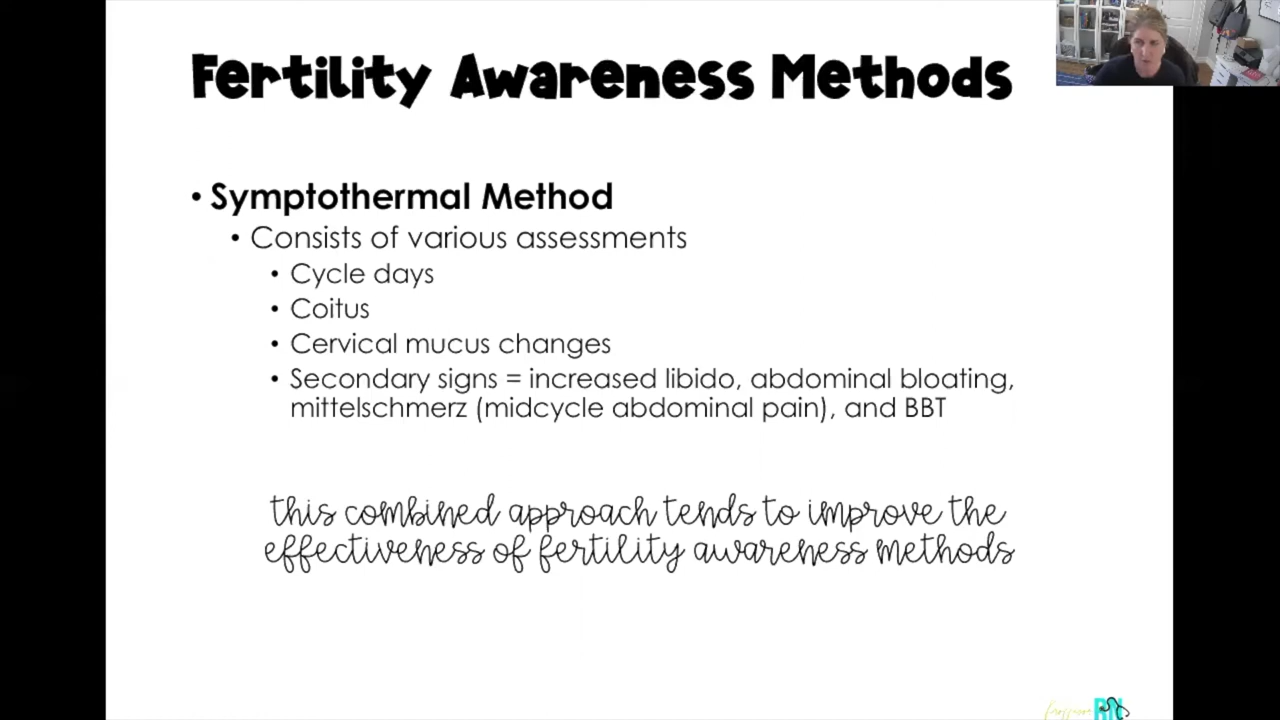 Fertility Awareness Methods
• Symptothermal Method
• Consists of various assessments
• Cycle days
• Coitus
• Cervical mucus changes
• Secondary signs = increased libido, abdominal bloating,
mittelschmerz (midcycle abdominal pain), and BBT
this combined approach tends to improve the
effectiveness of fertility awareness methods
RN